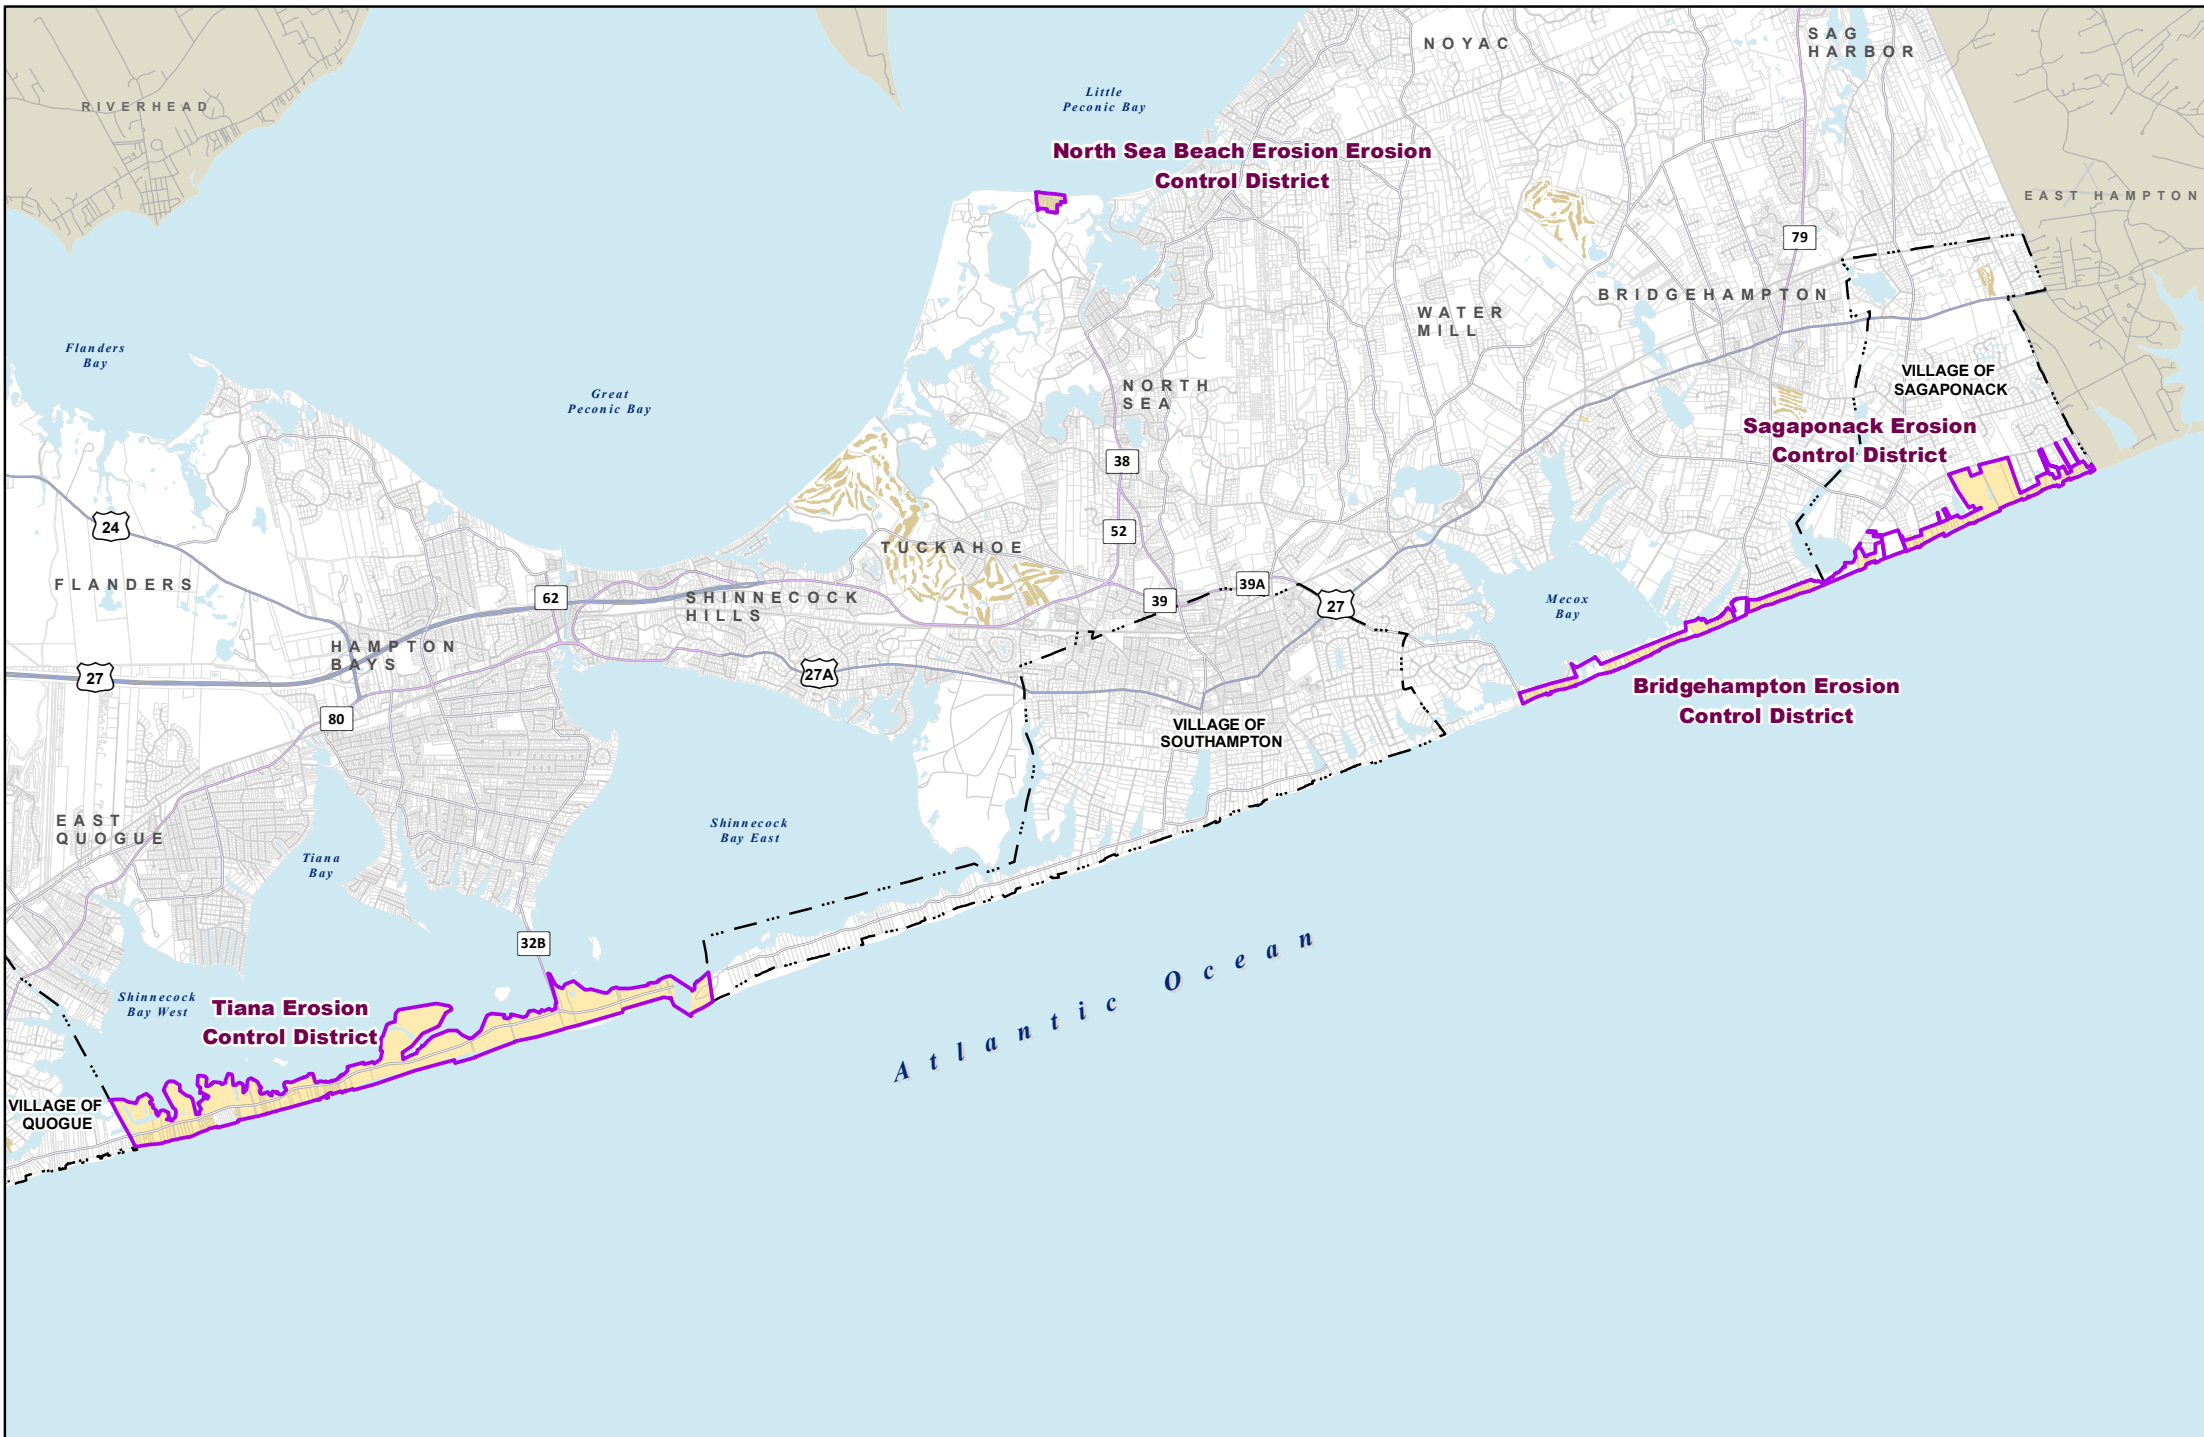 NOYAC
SAG
HARBOR
RIVERHEAD
Little
Peconic Bay
North Sea Beach Erosion Erosion
Control District
EAST HAMPTON
79
BRIDGEHAMPTON
WATER
MILL
Flanders
Bay
Great
Peconic Bay
NORTH
SEA
VILLAGE OF
SAGAPONACK
Sagaponack Erosion
Control District
38
24
52
TUCKAHOE
FLANDERS
62
SHINNECOCK
HILLS
39
39A
27
Mecox
Bay
HAMPTON
BAYS
27
27A
80
Bridgehampton Erosion
Control District
VILLAGE OF
SOUTHAMPTON
EAST
QUOGUE
Shinnecock
Bay East
Tiana
Bay
32B
Atlantic Ocean
Shinnecock
Bay West
Tiana Erosion
Control District
VILLAGE OF
QUOGUE